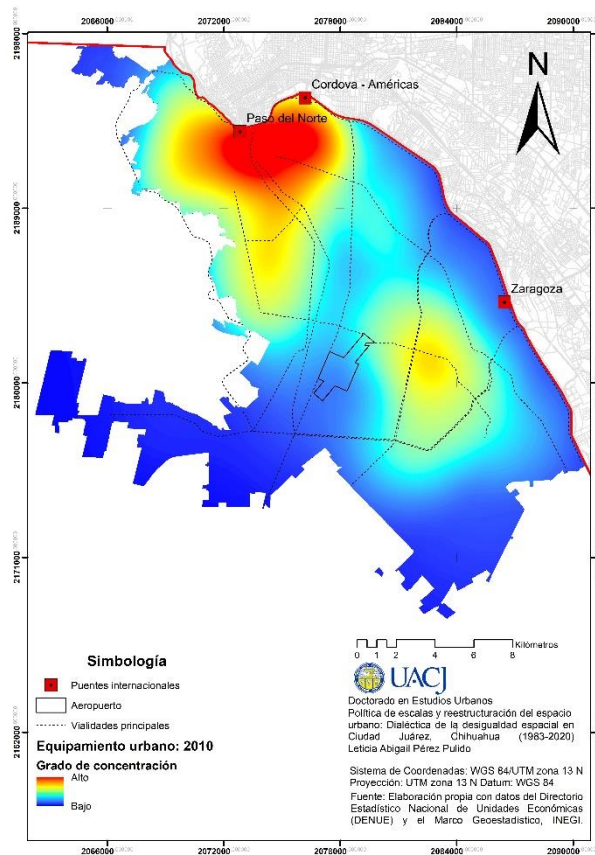 2066000 2072000 2078000 2084000 2090000
2198000
2189000
2180000
2171000
2162000
N
Cordova - Américas
Paso del Norte
Zaragoza
0 1 2 4 6 8 Kilómetros
Simbología
Puentes internacionales
Aeropuerto
Vialidades principales
Equipamiento urbano: 2010
Grado de concentración
Alto
Bajo
UACJ
Doctorado en Estudios Urbanos
Política de escalas y reestructuración del espacio
urbano: Dialéctica de la desigualdad espacial en
Ciudad Juárez, Chihuahua (1983-2020)
Leticia Abigail Pérez Pulido
Sistema de Coordenadas: WGS 84/UTM zona 13 N
Proyección: UTM zona 13 N Datum: WGS 84
Fuente: Elaboración propia con datos del Directorio
Estadístico Nacional de Unidades Económicas
(DENUE) y el Marco Geoestadístico, INEGI.
2066000 2072000 2078000 2084000 2090000